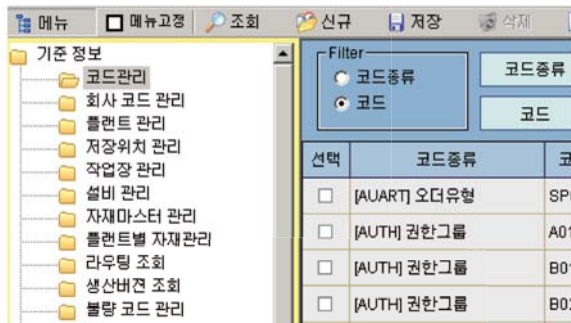 메뉴 메뉴고정 조회 신규 저장 삭제
기준 정보
코드관리
회사 코드 관리
플랜트 관리
저장위치 관리
작업장 관리
설비 관리
자재마스터 관리
플랜트별 자재관리
라우팅 조회
생산버젼 조회
불량 코드 관리
Filter
코드종류 코드종류
코드 코드
선택 코드종류 코
[AUART] 오더유형 SP
[AUTH] 권한그룹 A01
[AUTH] 권한그룹 B01
[AUTH] 권한그룹 B02